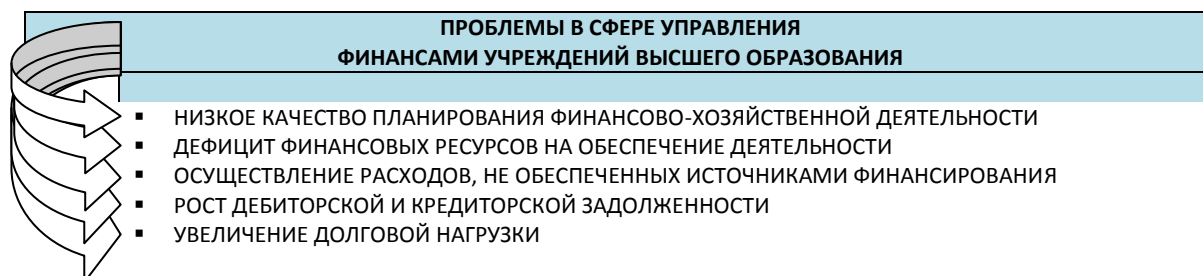 ПРОБЛЕМЫ В СФЕРЕ УПРАВЛЕНИЯ
ФИНАНСАМИ УЧРЕЖДЕНИЙ ВЫСШЕГО ОБРАЗОВАНИЯ
▪ НИЗКОЕ КАЧЕСТВО ПЛАНИРОВАНИЯ ФИНАНСОВО-ХОЗЯЙСТВЕННОЙ ДЕЯТЕЛЬНОСТИ
▪ ДЕФИЦИТ ФИНАНСОВЫХ РЕСУРСОВ НА ОБЕСПЕЧЕНИЕ ДЕЯТЕЛЬНОСТИ
▪ ОСУЩЕСТВЛЕНИЕ РАСХОДОВ, НЕ ОБЕСПЕЧЕННЫХ ИСТОЧНИКАМИ ФИНАНСИРОВАНИЯ
▪ РОСТ ДЕБИТОРСКОЙ И КРЕДИТОРСКОЙ ЗАДОЛЖЕННОСТИ
▪ УВЕЛИЧЕНИЕ ДОЛГОВОЙ НАГРУЗКИ